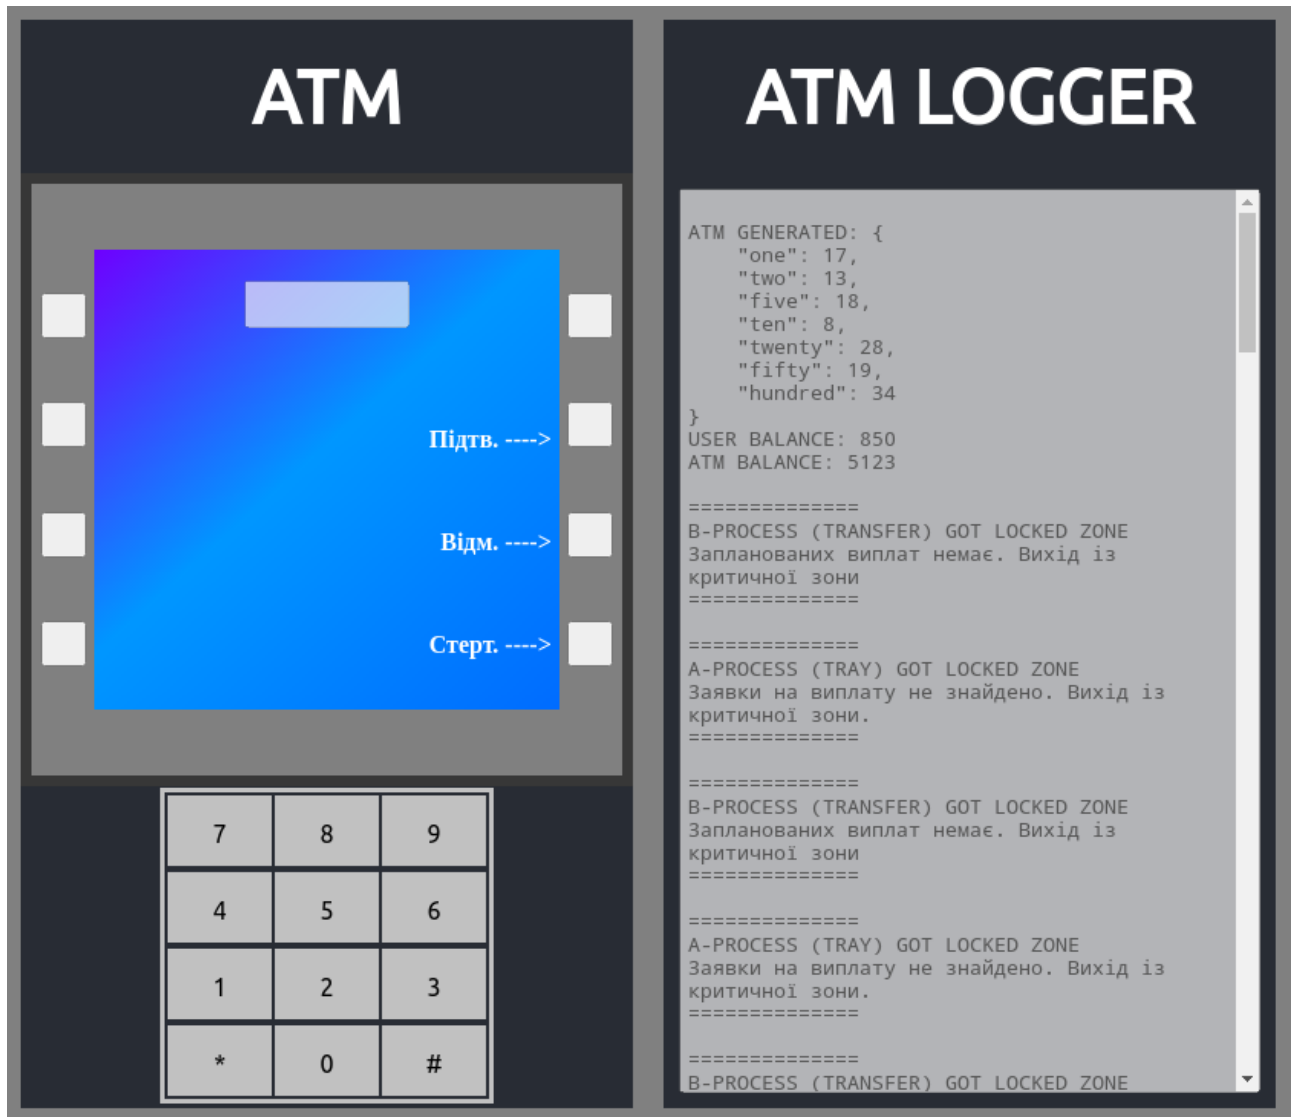 ATM
Підтв. ---->
Відм. ---->
Стерт. ---->
7 8 9
4 5 6
1 2 3
* 0 #
ATM LOGGER
ATM GENERATED: {
    "one": 17,
    "two": 13,
    "five": 18,
    "ten": 8,
    "twenty": 28,
    "fifty": 19,
    "hundred": 34
}
USER BALANCE: 850
ATM BALANCE: 5123
==============
B-PROCESS (TRANSFER) GOT LOCKED ZONE
Запланованих виплат немає. Вихід із
критичної зони
==============
==============
A-PROCESS (TRAY) GOT LOCKED ZONE
Заявки на виплату не знайдено. Вихід із
критичної зони.
==============
==============
B-PROCESS (TRANSFER) GOT LOCKED ZONE
Запланованих виплат немає. Вихід із
критичної зони
==============
==============
A-PROCESS (TRAY) GOT LOCKED ZONE
Заявки на виплату не знайдено. Вихід із
критичної зони.
==============
==============
B-PROCESS (TRANSFER) GOT LOCKED ZONE